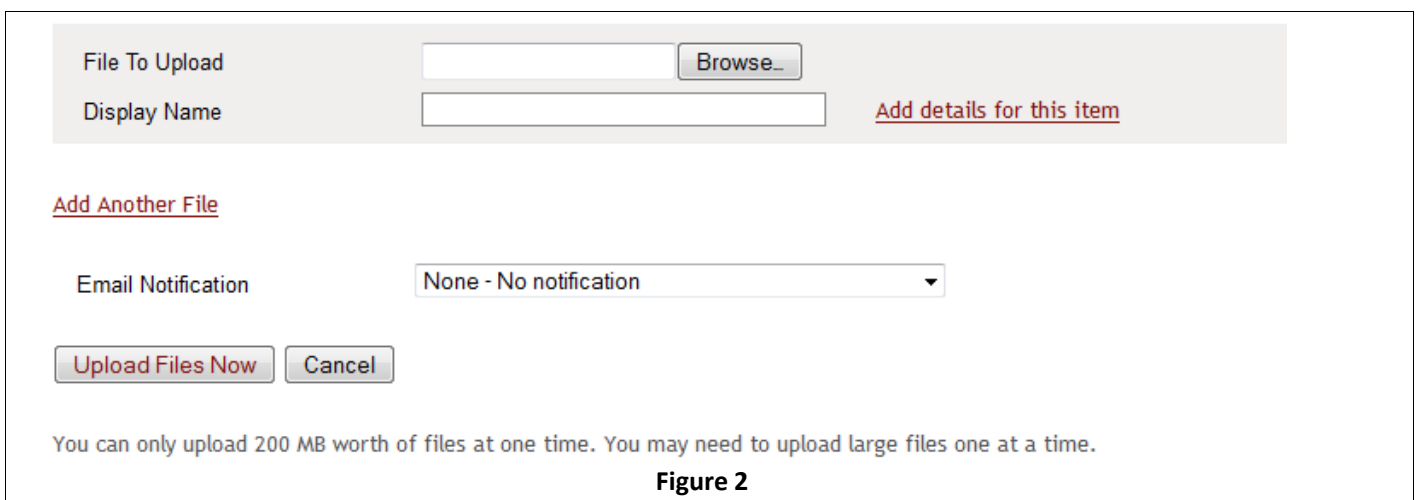 File To Upload Browse...
Display Name Add details for this item
Add Another File
Email Notification None - No notification
Upload Files Now Cancel
You can only upload 200 MB worth of files at one time. You may need to upload large files one at a time.
Figure 2